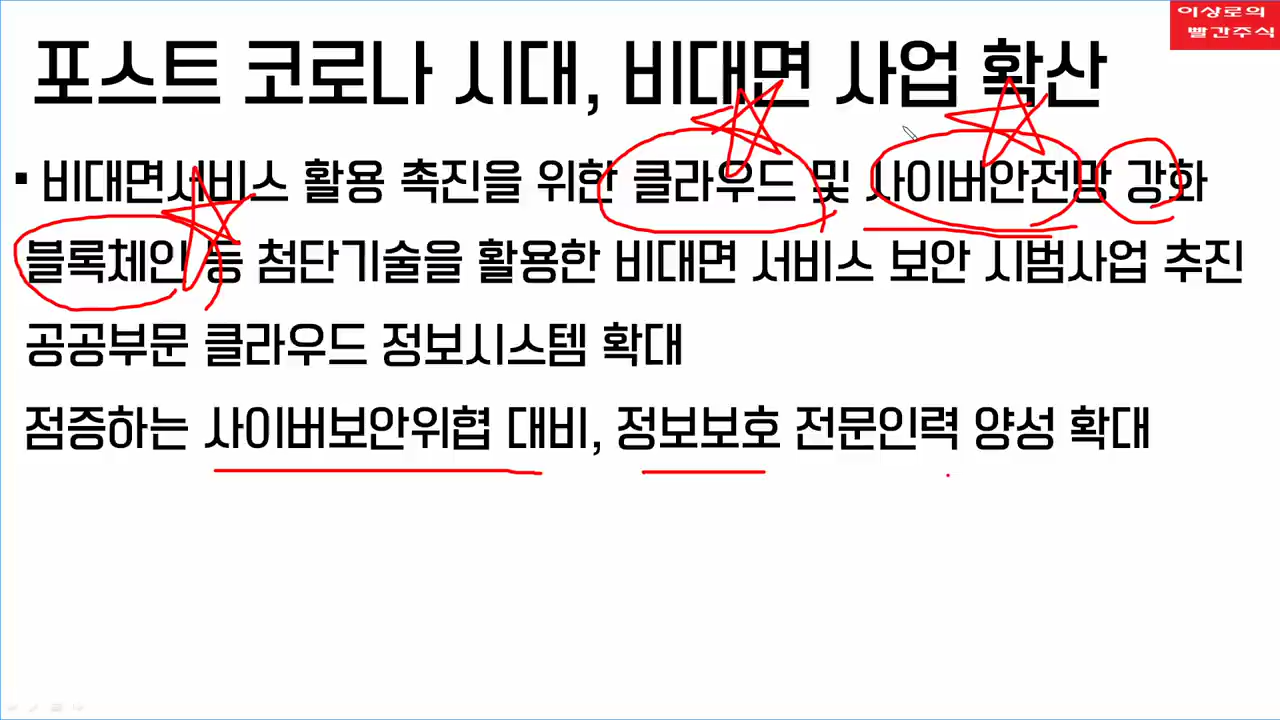 이상로의
빨간주식
포스트 코로나 시대, 비대면 사업 확산
▪ 비대면서비스 활용 촉진을 위한 클라우드 및 사이버안전망 강화
블록체인 등 첨단기술을 활용한 비대면 서비스 보안 시범사업 추진
공공부문 클라우드 정보시스템 확대
점증하는 사이버보안위협 대비, 정보보호 전문인력 양성 확대